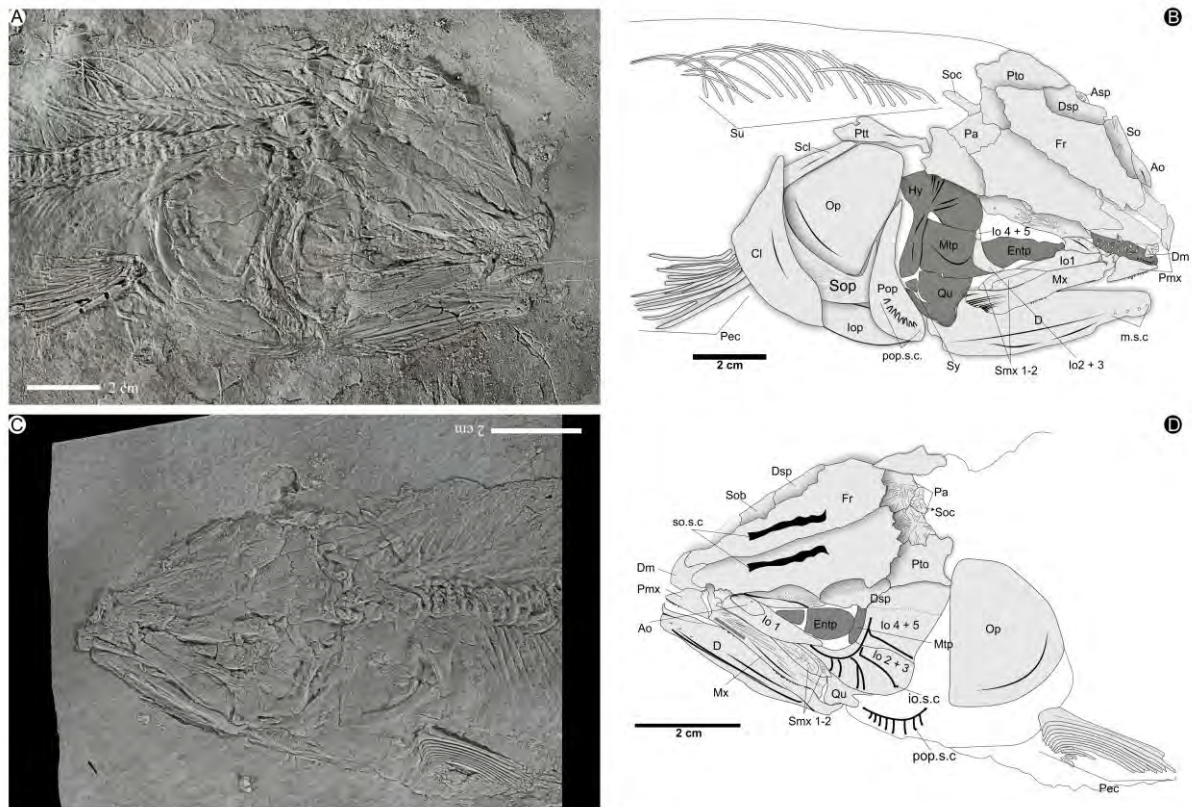 A
2 cm
B
Soc
Pto
Asp
Dsp
So
Su
Ptt
Pa
Fr
Ao
Scl
Hy
Op
Io 4 + 5
Mtp
Entp
Io1
Dm
Cl
Mx
Pmx
Sop
Pop
Qu
D
Iop
m.s.c
Pec
pop.s.c.
2 cm
Sy
Smx 1-2
Io2 + 3
C
2 cm
D
Dsp
Fr
Sob
Pa
Soc
so.s.c
Dm
Pto
Pmx
Dsp
Io 1
Entp
Io 4 + 5
Ao
Mtp
Op
D
Io 2 + 3
Mx
Qu
io.s.c
Smx 1-2
2 cm
pop.s.c
Pec